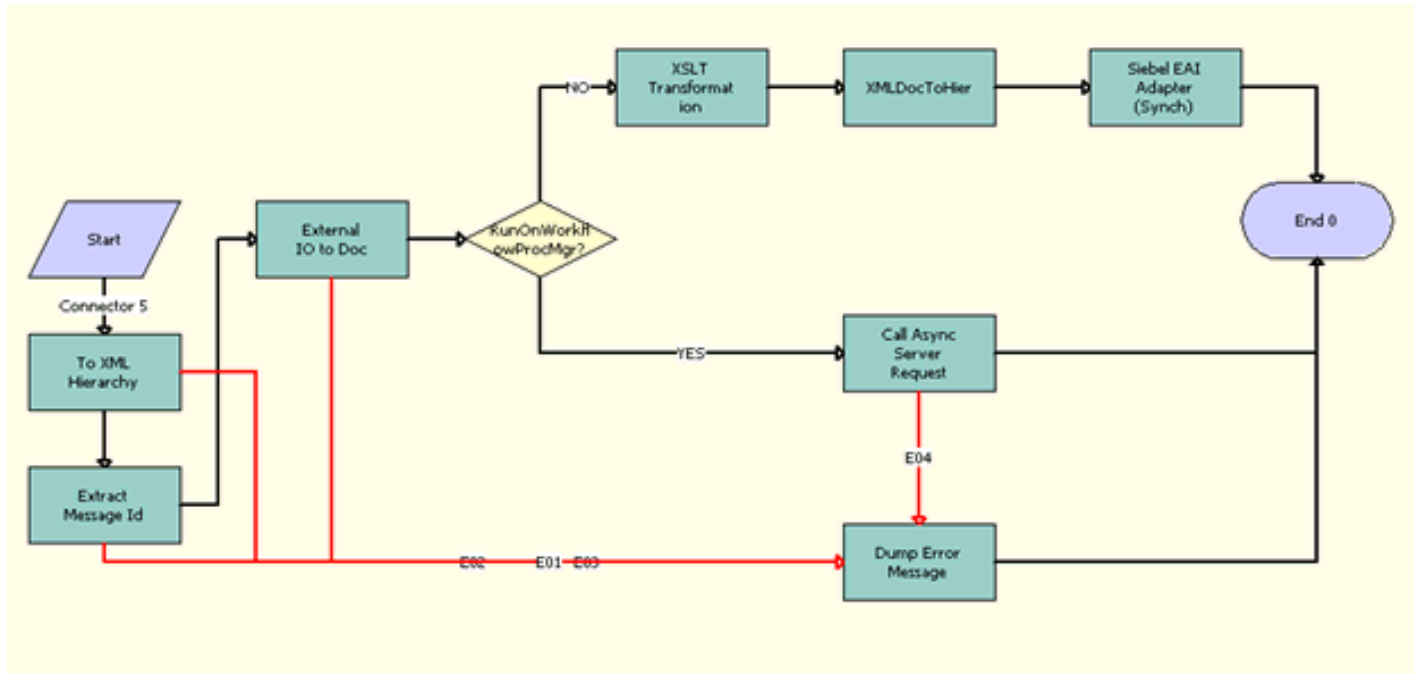 XSLT
Transformat
ion
XMLDocToHier
Siebel EAI
Adapter
(Synch)
NO
Start
External
IO to Doc
RunOnWorkfl
owProcMgr?
End 0
Connector 5
To XML
Hierarchy
Call Async
Server
Request
YES
E04
Extract
Message Id
E02
E01
E03
Dump Error
Message